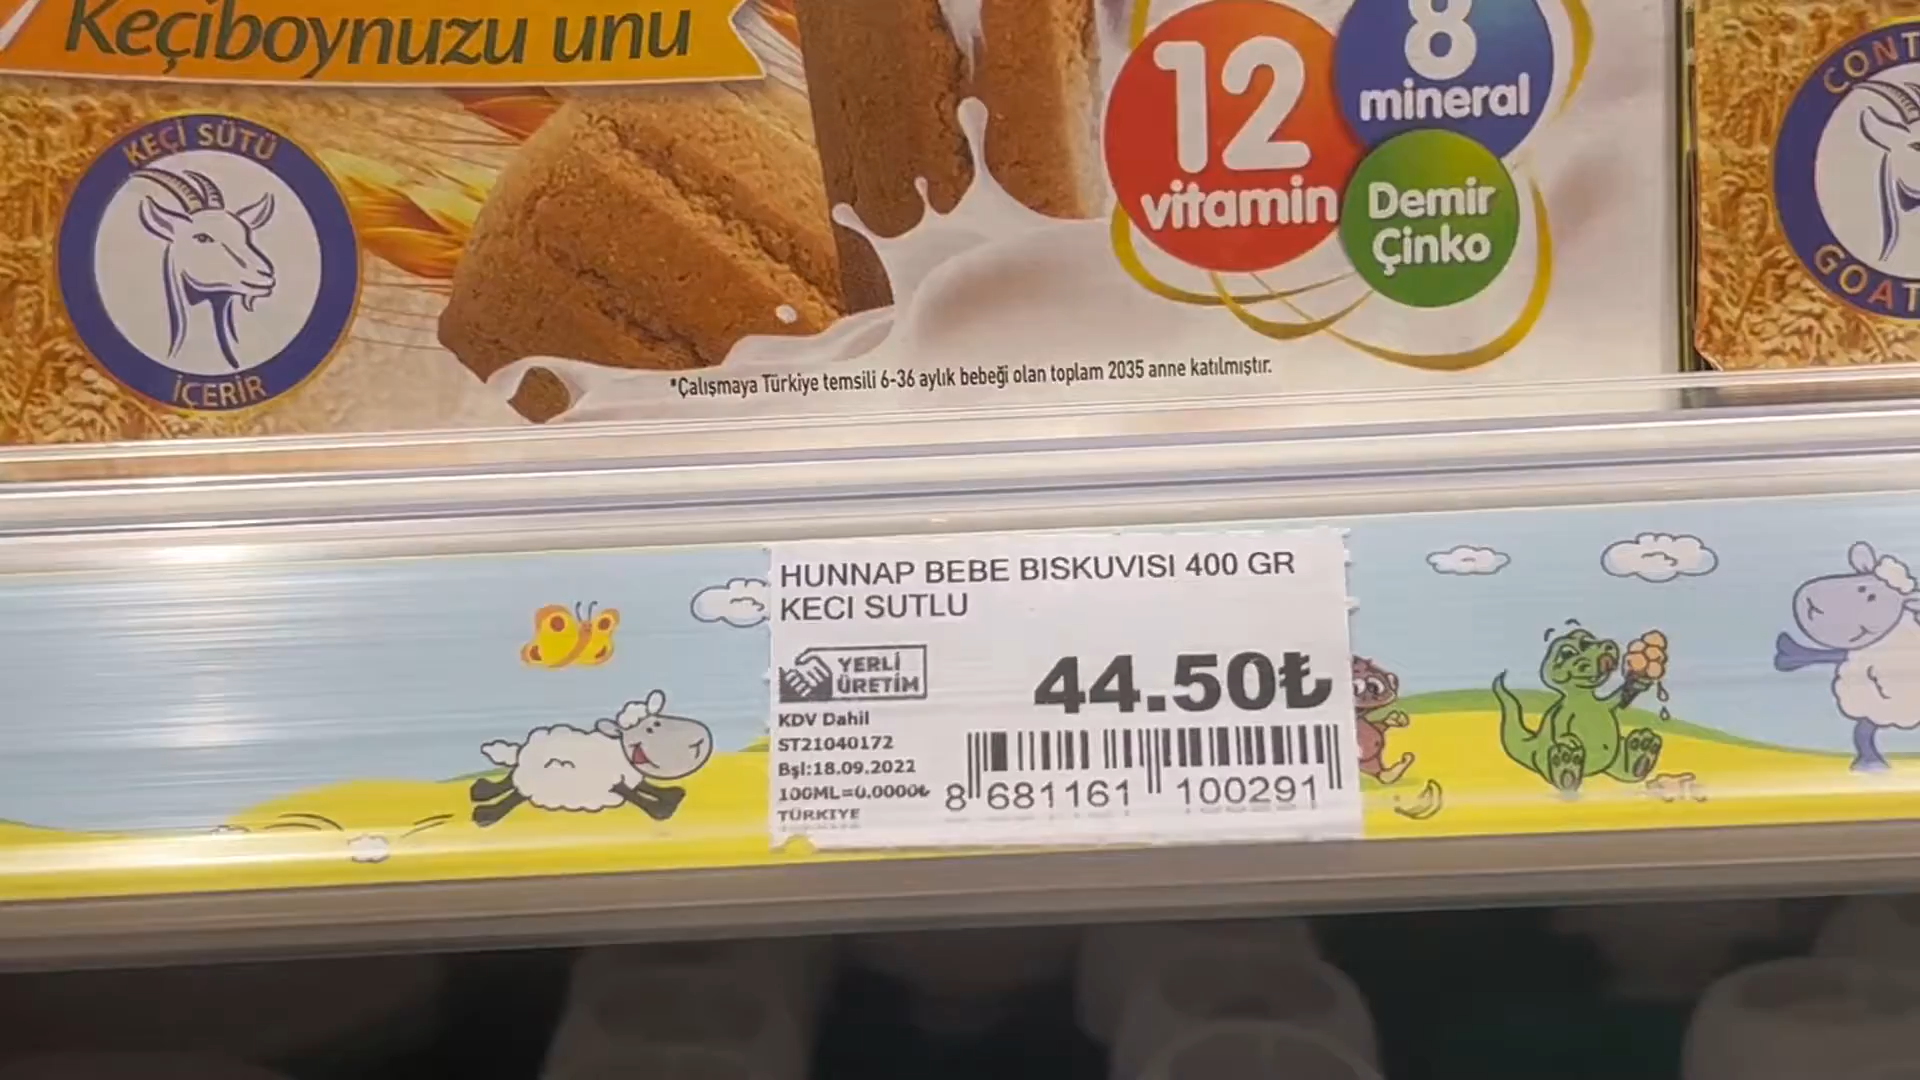 Keçiboynuzu unu
KEÇİ SÜTÜ
İÇERİR
12
vitamin
8
mineral
Demir
Çinko
*Çalışmaya Türkiye temsili 6-36 aylık bebeği olan toplam 2035 anne katılmıştır.
CONT
GOAT
HUNNAP BEBE BISKUVISI 400 GR
KECI SUTLU
YERLİ
ÜRETİM
44.50₺
KDV Dahil
ST21040172
Bşl:18.09.2022
100ML=0.0000₺
TÜRKIYE
8 681161 100291